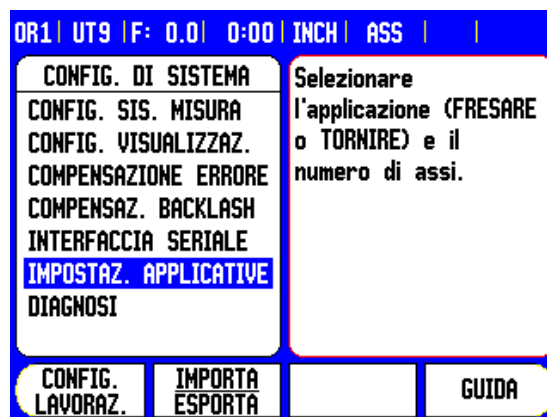 OR1| UT9 |F: 0.0| 0:00| INCH| ASS | |
CONFIG. DI SISTEMA
CONFIG. SIS. MISURA
CONFIG. VISUALIZZAZ.
COMPENSAZIONE ERRORE
COMPENSAZ. BACKLASH
INTERFACCIA SERIALE
IMPOSTAZ. APPLICATIVE
DIAGNOSI
Selezionare
l'applicazione (FRESARE
o TORNIRE) e il
numero di assi.
CONFIG.
LAVORAZ.
IMPORTA
ESPORTA
GUIDA